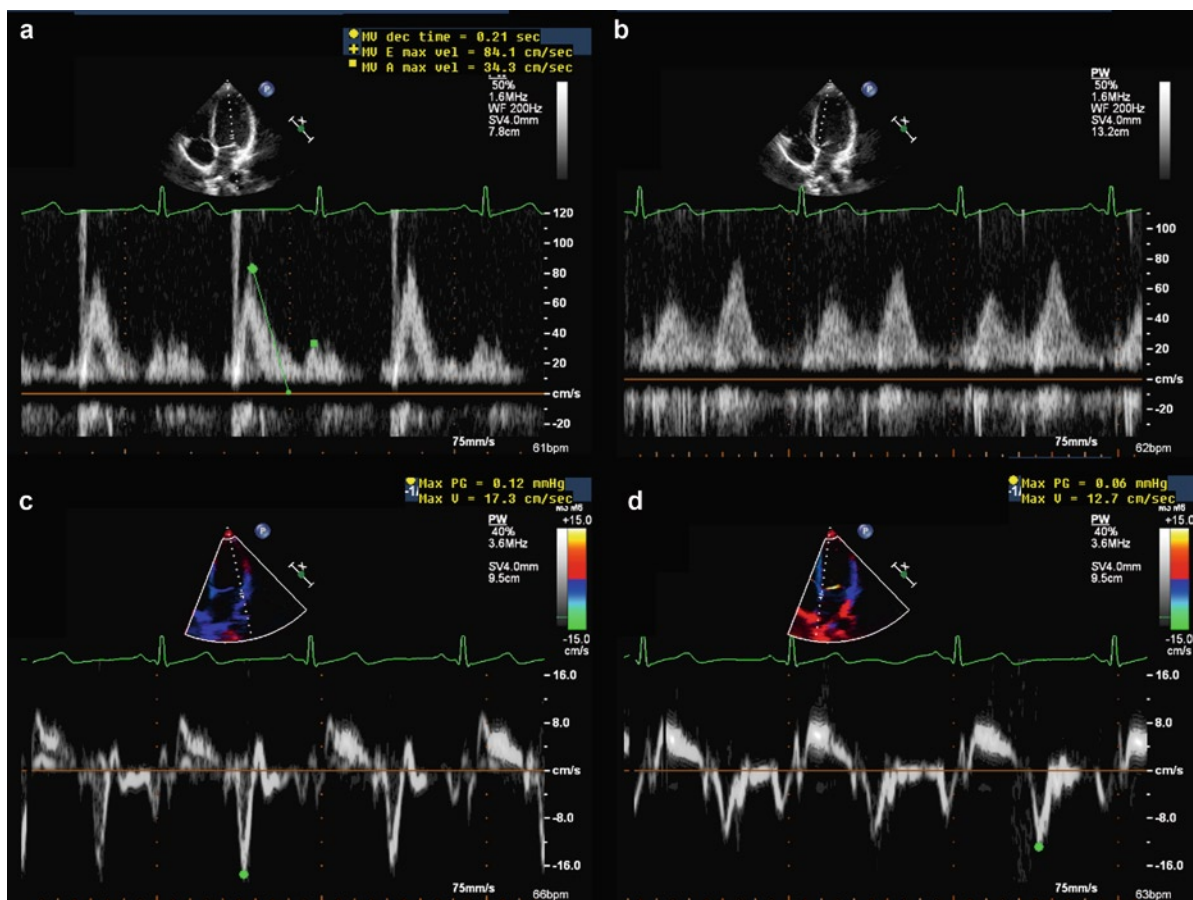 a
MV dec time = 0.21 sec
MV E max vel = 84.1 cm/sec
MV A max vel = 34.3 cm/sec
PW
50%
1.6MHz
WF 200Hz
SV4.0mm
7.8cm
P
120
100
80
60
40
20
cm/s
-20
75mm/s
61bpm
b
PW
50%
1.6MHz
WF 200Hz
SV4.0mm
13.2cm
P
100
80
60
40
20
cm/s
-20
75mm/s
62bpm
c
Max PG = 0.12 mmHg
Max V = 17.3 cm/sec
PW
40%
3.6MHz
SV4.0mm
9.5cm
P
M3 M6
+15.0
-15.0
cm/s
16.0
8.0
cm/s
-8.0
-16.0
75mm/s
66bpm
d
Max PG = 0.06 mmHg
Max V = 12.7 cm/sec
PW
40%
3.6MHz
SV4.0mm
9.5cm
P
M3 M6
+15.0
-15.0
cm/s
16.0
8.0
cm/s
-8.0
-16.0
75mm/s
63bpm